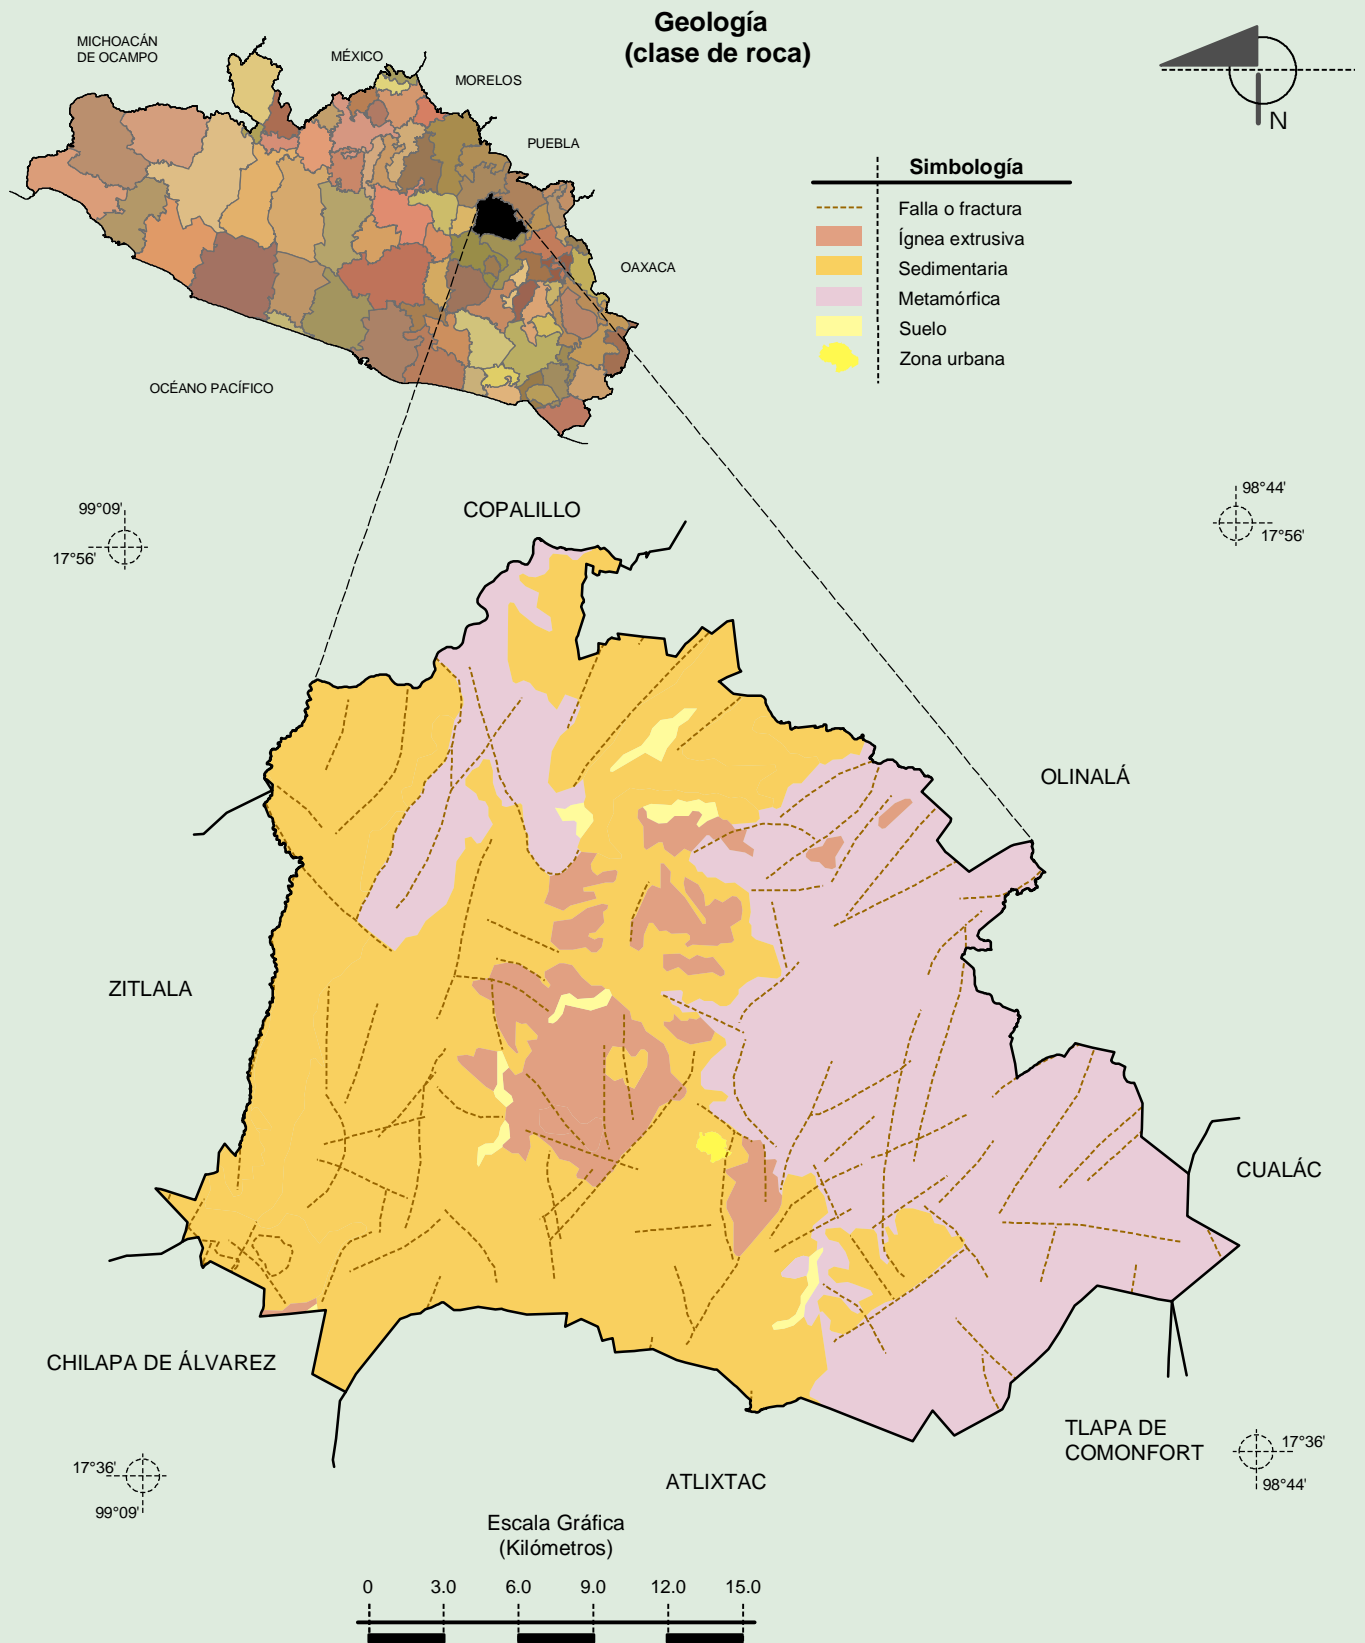 Geología
(clase de roca)
MICHOACÁN
DE OCAMPO
MÉXICO
MORELOS
PUEBLA
OAXACA
OCÉANO PACÍFICO
N
Simbología
Falla o fractura
Ígnea extrusiva
Sedimentaria
Metamórfica
Suelo
Zona urbana
99°09'
17°56'
98°44'
17°56'
COPALILLO
OLINALÁ
ZITLALA
CUALÁC
CHILAPA DE ÁLVAREZ
TLAPA DE
COMONFORT
ATLIXTAC
17°36'
99°09'
17°36'
98°44'
Escala Gráfica
(Kilómetros)
0 3.0 6.0 9.0 12.0 15.0